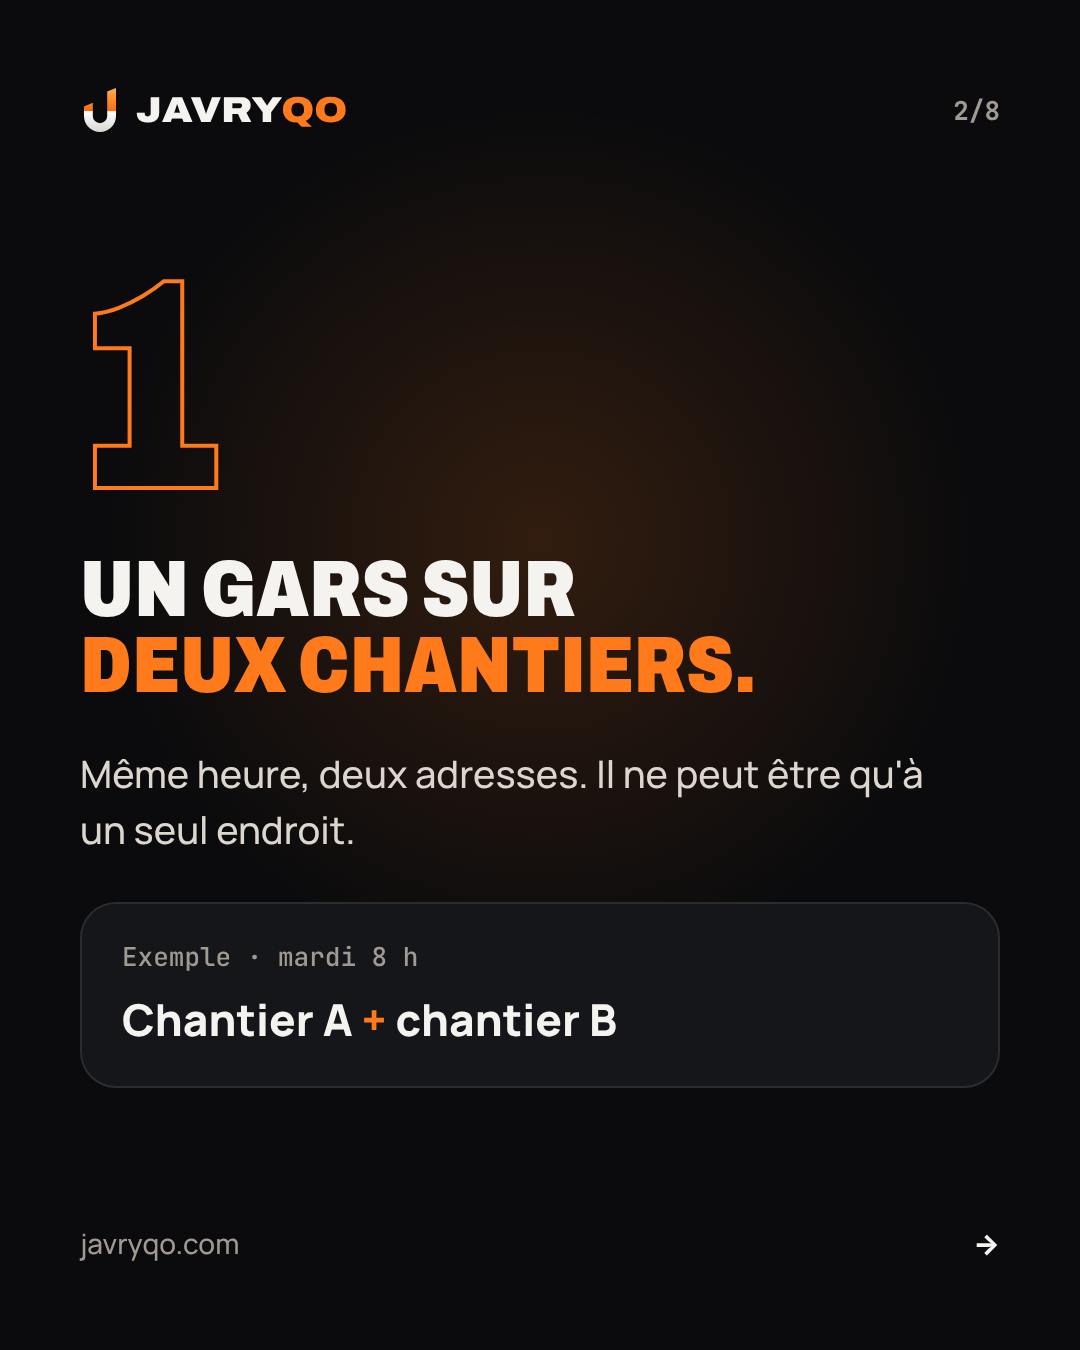 JAVRYQO
2/8
1
UN GARS SUR
DEUX CHANTIERS.
Même heure, deux adresses. Il ne peut être qu'à
un seul endroit.
Exemple · mardi 8 h
Chantier A + chantier B
javryqo.com
→